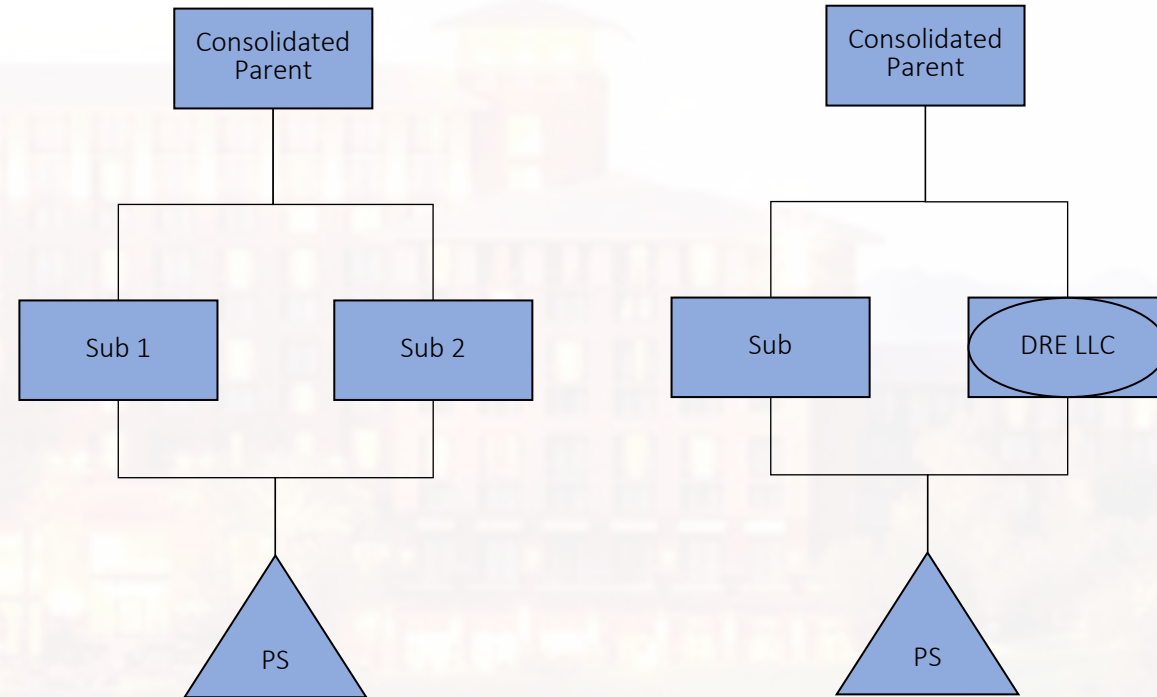 Consolidated
Parent
Sub 1
Sub 2
PS
Consolidated
Parent
Sub
DRE LLC
PS